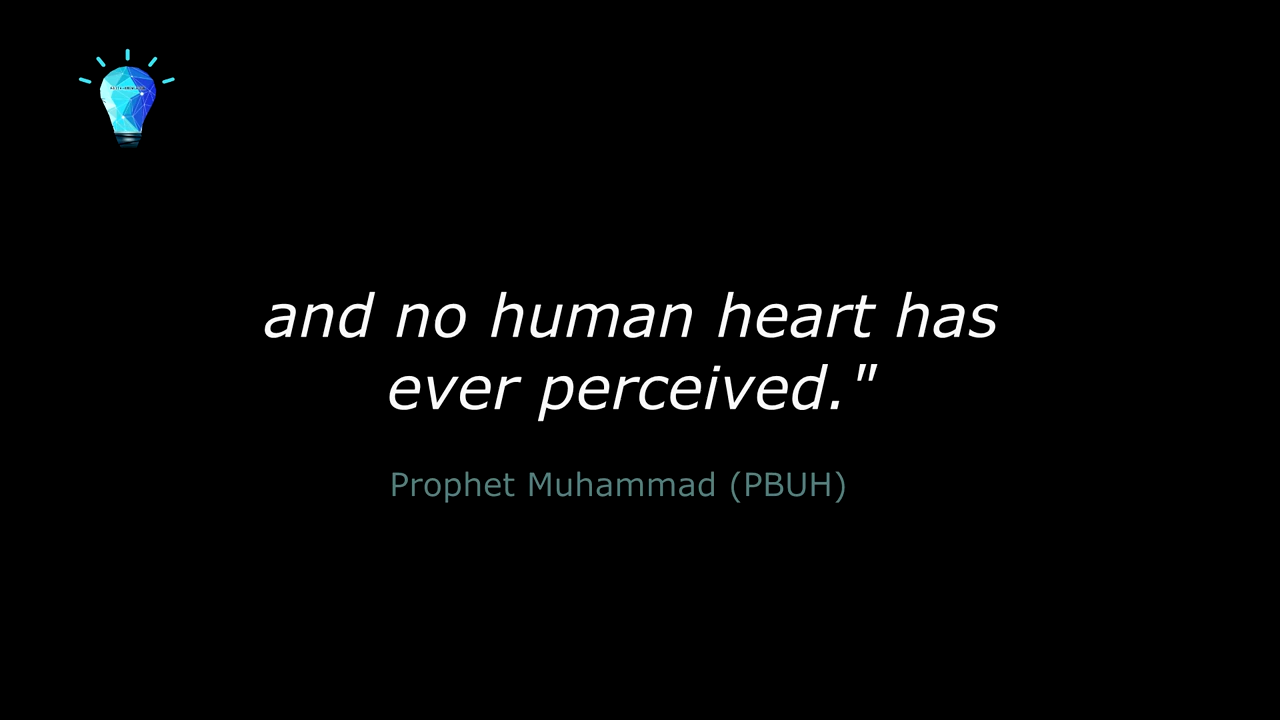 and no human heart has
ever perceived."
Prophet Muhammad (PBUH)